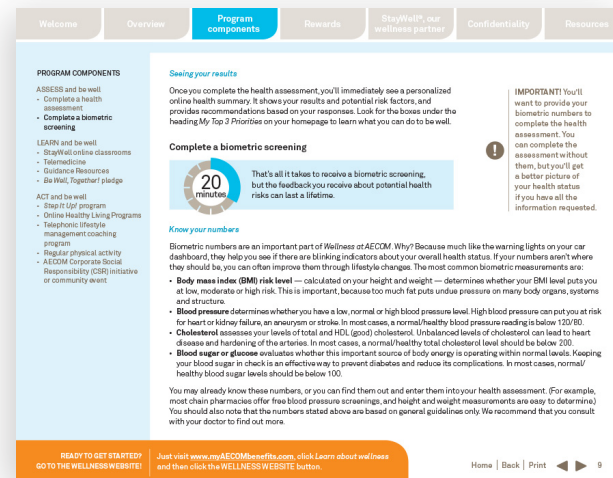 Welcome
Overview
Program
components
Rewards
StayWell®, our
wellness partner
Confidentiality
Resources
PROGRAM COMPONENTS
ASSESS and be well
- Complete a health
assessment
- Complete a biometric
screening
LEARN and be well
- StayWell online classrooms
- Telemedicine
- Guidance Resources
- Be Well, Together! pledge
ACT and be well
- Step It Up! program
- Online Healthy Living Programs
- Telephonic lifestyle
management coaching
program
- Regular physical activity
- AECOM Corporate Social
Responsibility (CSR) initiative
or community event
Seeing your results
Once you complete the health assessment, you'll immediately see a personalized
online health summary. It shows your results and potential risk factors, and
provides recommendations based on your responses. Look for the boxes under the
heading My Top 3 Priorities on your homepage to learn what you can do to be well.
Complete a biometric screening
20
minutes
That's all it takes to receive a biometric screening,
but the feedback you receive about potential health
risks can last a lifetime.
! IMPORTANT! You'll
want to provide your
biometric numbers to
complete the health
assessment. You
can complete the
assessment without
them, but you'll get
a better picture of
your health status
if you have all the
information requested.
Know your numbers
Biometric numbers are an important part of Wellness at AECOM. Why? Because much like the warning lights on your car
dashboard, they help you see if there are blinking indicators about your overall health status. If your numbers aren't where
they should be, you can often improve them through lifestyle changes. The most common biometric measurements are:
• Body mass index (BMI) risk level — calculated on your height and weight — determines whether your BMI level puts you
at low, moderate or high risk. This is important, because too much fat puts undue pressure on many body organs, systems
and structure.
• Blood pressure determines whether you have a low, normal or high blood pressure level. High blood pressure can put you at risk
for heart or kidney failure, an aneurysm or stroke. In most cases, a normal/healthy blood pressure reading is below 120/80.
• Cholesterol assesses your levels of total and HDL (good) cholesterol. Unbalanced levels of cholesterol can lead to heart
disease and hardening of the arteries. In most cases, a normal/healthy total cholesterol level should be below 200.
• Blood sugar or glucose evaluates whether this important source of body energy is operating within normal levels. Keeping
your blood sugar in check is an effective way to prevent diabetes and reduce its complications. In most cases, normal/
healthy blood sugar levels should be below 100.
You may already know these numbers, or you can find them out and enter them into your health assessment. (For example,
most chain pharmacies offer free blood pressure screenings, and height and weight measurements are easy to determine.)
You should also note that the numbers stated above are based on general guidelines only. We recommend that you consult
with your doctor to find out more.
READY TO GET STARTED?
GO TO THE WELLNESS WEBSITE!
Just visit www.myAECOMbenefits.com, click Learn about wellness
and then click the WELLNESS WEBSITE button.
Home | Back | Print 9